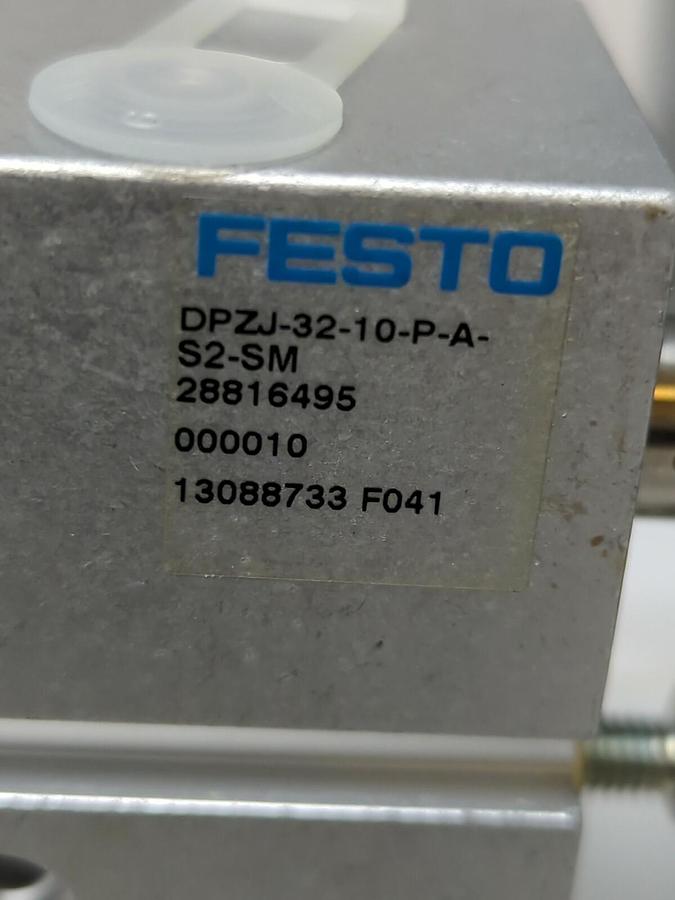 FESTO
DPZJ-32-10-P-A-
S2-SM
28816495
000010
13088733 F041